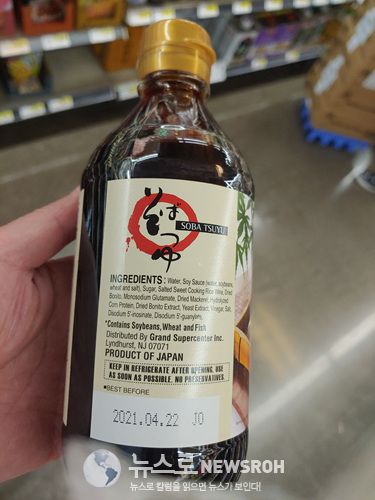 そばつゆ
SOBA TSUYU
INGREDIENTS: Water, Soy Sauce (water, soybeans,
wheat and salt), Sugar, Salted Sweet Cooking Rice Wine, Dried
Bonito, Monosodium Glutamate, Dried Mackerel, Hydrolyzed
Corn Protein, Dried Bonito Extract, Yeast Extract, Vinegar, Salt,
Disodium 5'-inosinate, Disodium 5'-guanylate
*Contains Soybeans, Wheat and Fish
Distributed By Grand Supercenter Inc.
Lyndhurst, NJ 07071
PRODUCT OF JAPAN
KEEP IN REFRIGERATE AFTER OPENING. USE
AS SOON AS POSSIBLE. NO PRESERVATIVES.
*BEST BEFORE
2021.04.22 JO
뉴스로 NEWSROH
뉴스로 칼럼을 읽으면 뉴스가 보인대!